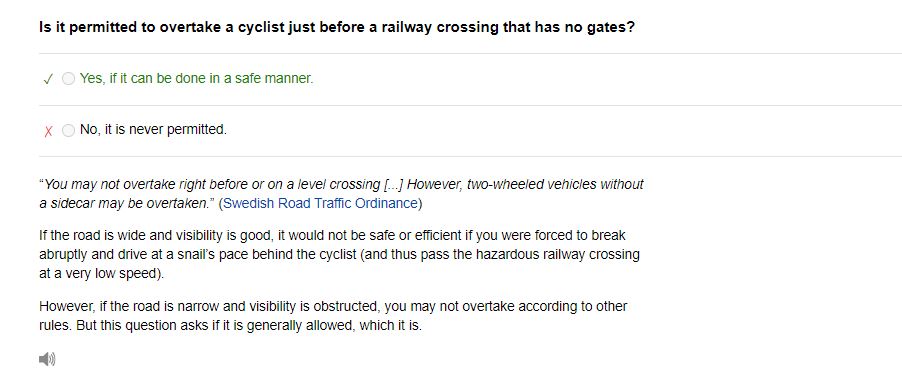 Is it permitted to overtake a cyclist just before a railway crossing that has no gates?
✓ Yes, if it can be done in a safe manner.
X No, it is never permitted.
“You may not overtake right before or on a level crossing [...] However, two-wheeled vehicles without
a sidecar may be overtaken.” (Swedish Road Traffic Ordinance)
If the road is wide and visibility is good, it would not be safe or efficient if you were forced to break
abruptly and drive at a snail’s pace behind the cyclist (and thus pass the hazardous railway crossing
at a very low speed).
However, if the road is narrow and visibility is obstructed, you may not overtake according to other
rules. But this question asks if it is generally allowed, which it is.